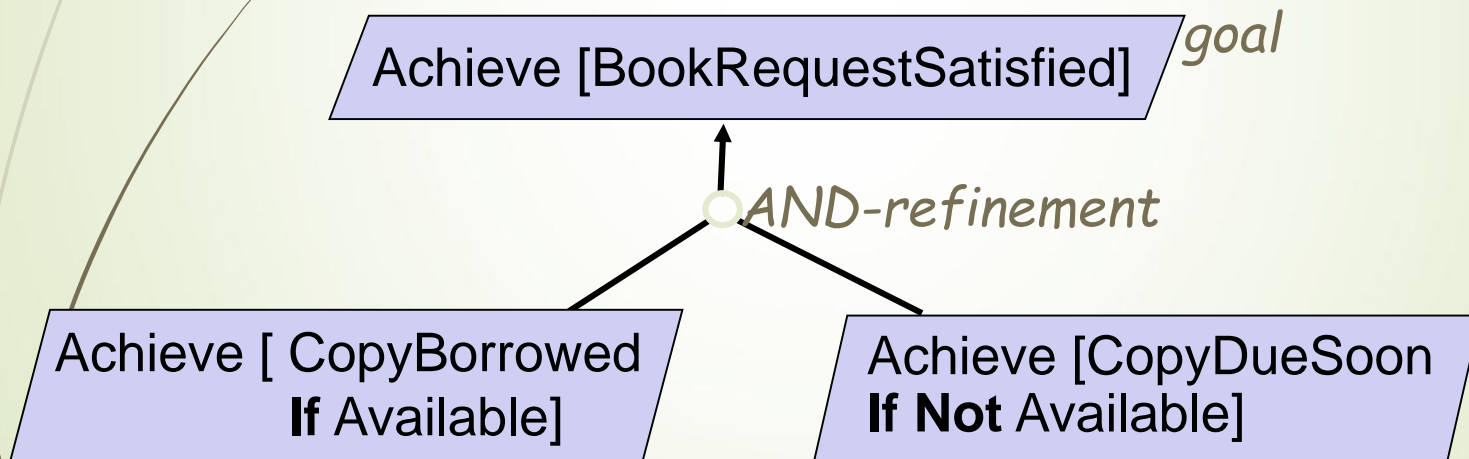 goal
Achieve [BookRequestSatisfied]
AND-refinement
Achieve [ CopyBorrowed
If Available]
Achieve [CopyDueSoon
If Not Available]